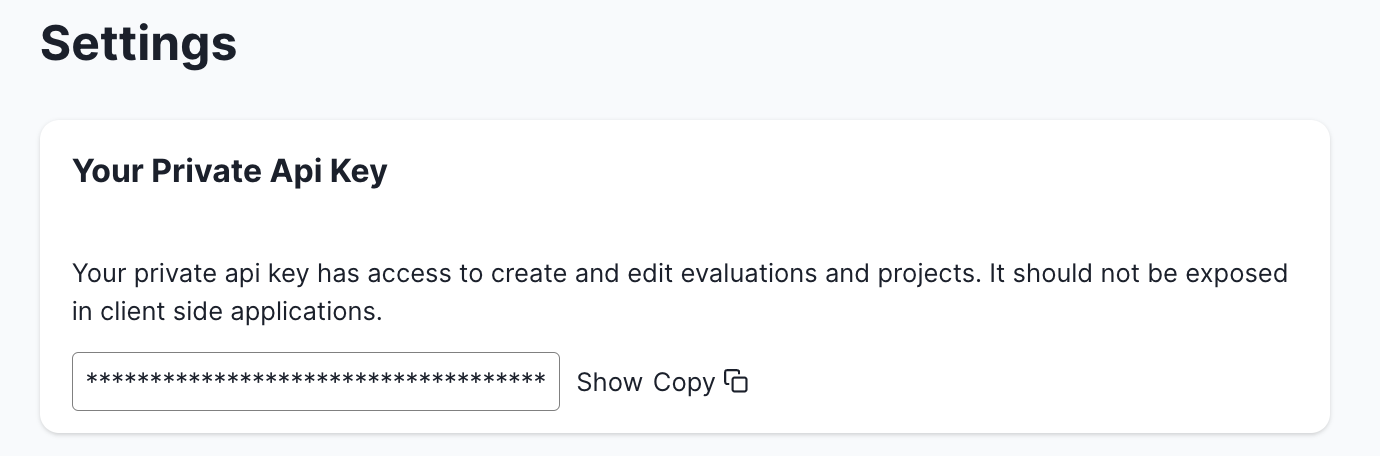 Settings
Your Private Api Key
Your private api key has access to create and edit evaluations and projects. It should not be exposed
in client side applications.
************************************ Show Copy